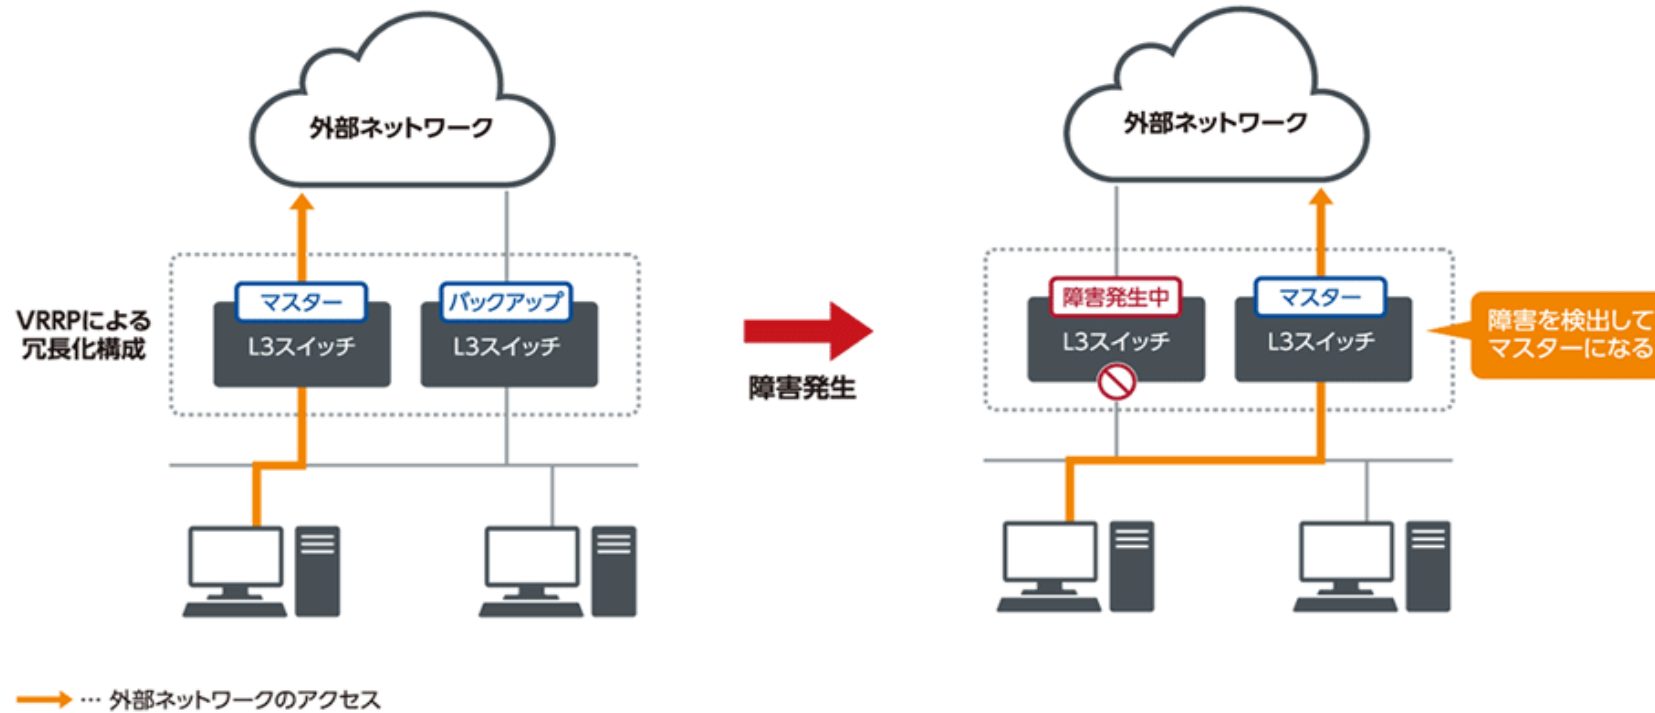 外部ネットワーク
マスター
L3スイッチ
バックアップ
L3スイッチ
VRRPによる
冗長化構成
障害発生
外部ネットワーク
障害発生中
L3スイッチ
マスター
L3スイッチ
障害を検出して
マスターになる
… 外部ネットワークのアクセス